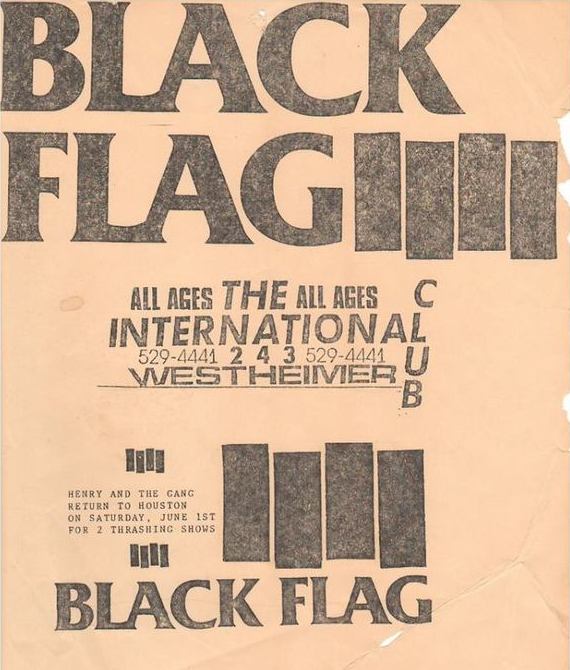 BLACK
FLAG
ALL AGES THE ALL AGES
INTERNATIONAL
CLUB
529-4441 2 4 3 529-4441
WESTHEIMER
HENRY AND THE GANG
RETURN TO HOUSTON
ON SATURDAY, JUNE 1ST
FOR 2 THRASHING SHOWS
BLACK FLAG